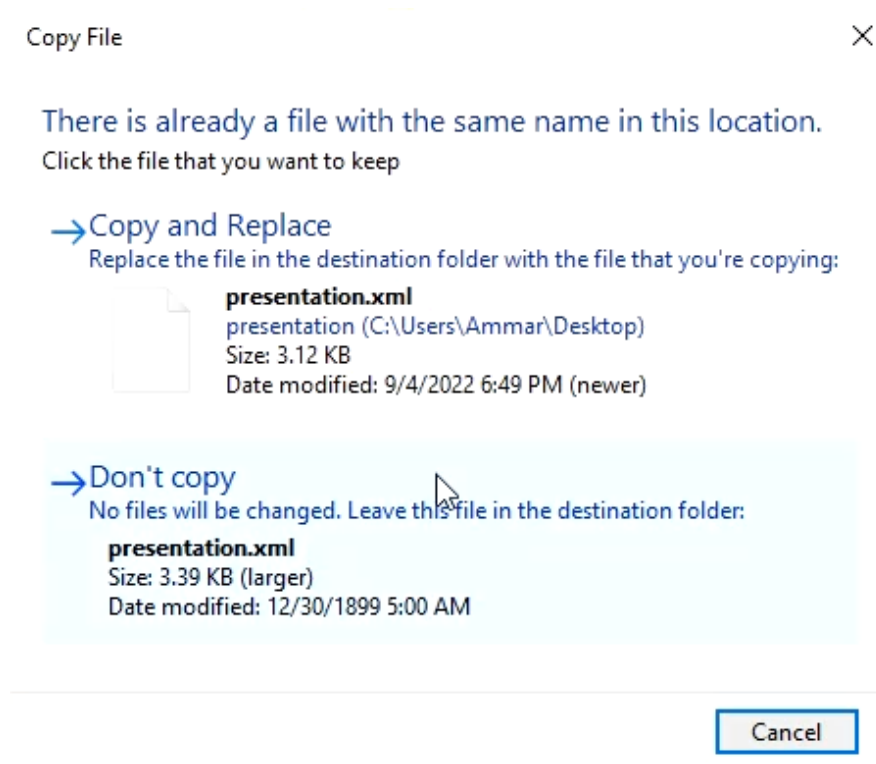 Copy File
There is already a file with the same name in this location.
Click the file that you want to keep
Copy and Replace
Replace the file in the destination folder with the file that you're copying:
presentation.xml
presentation (C:\Users\Ammar\Desktop)
Size: 3.12 KB
Date modified: 9/4/2022 6:49 PM (newer)
Don't copy
No files will be changed. Leave this file in the destination folder:
presentation.xml
Size: 3.39 KB (larger)
Date modified: 12/30/1899 5:00 AM
Cancel